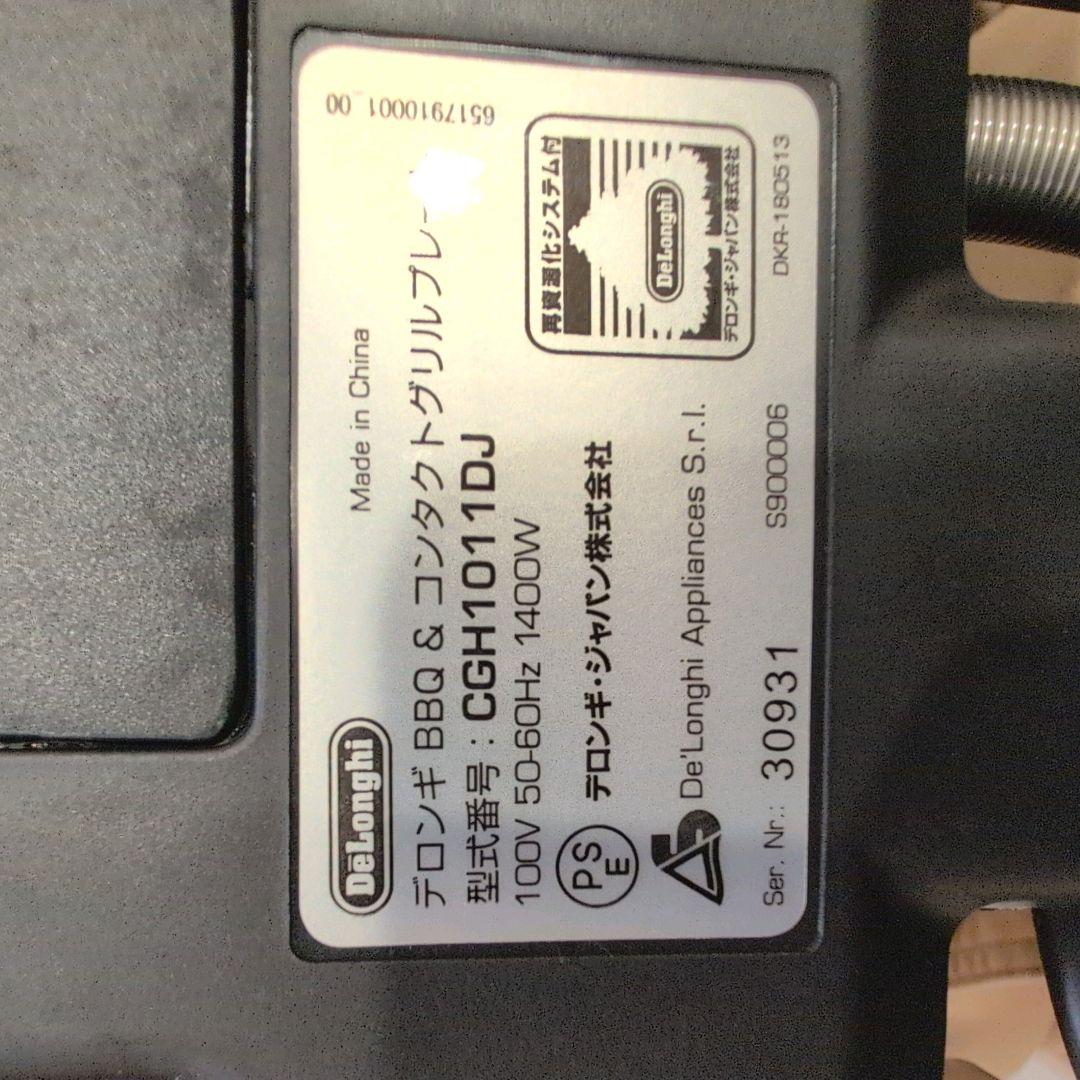 DeLonghi
Made in China
6517910001_00
デロンギ BBQ & コンタクトグリルプレー
型式番号 : CGH1011DJ
100V 50-60Hz 1400W
PS
E
デロンギ・ジャパン株式会社
De'Longhi Appliances S.r.l.
再資源化システム付
DeLonghi
デロンギ・ジャパン株式会社
Ser. Nr.: 30931
S900006
DKR-180513